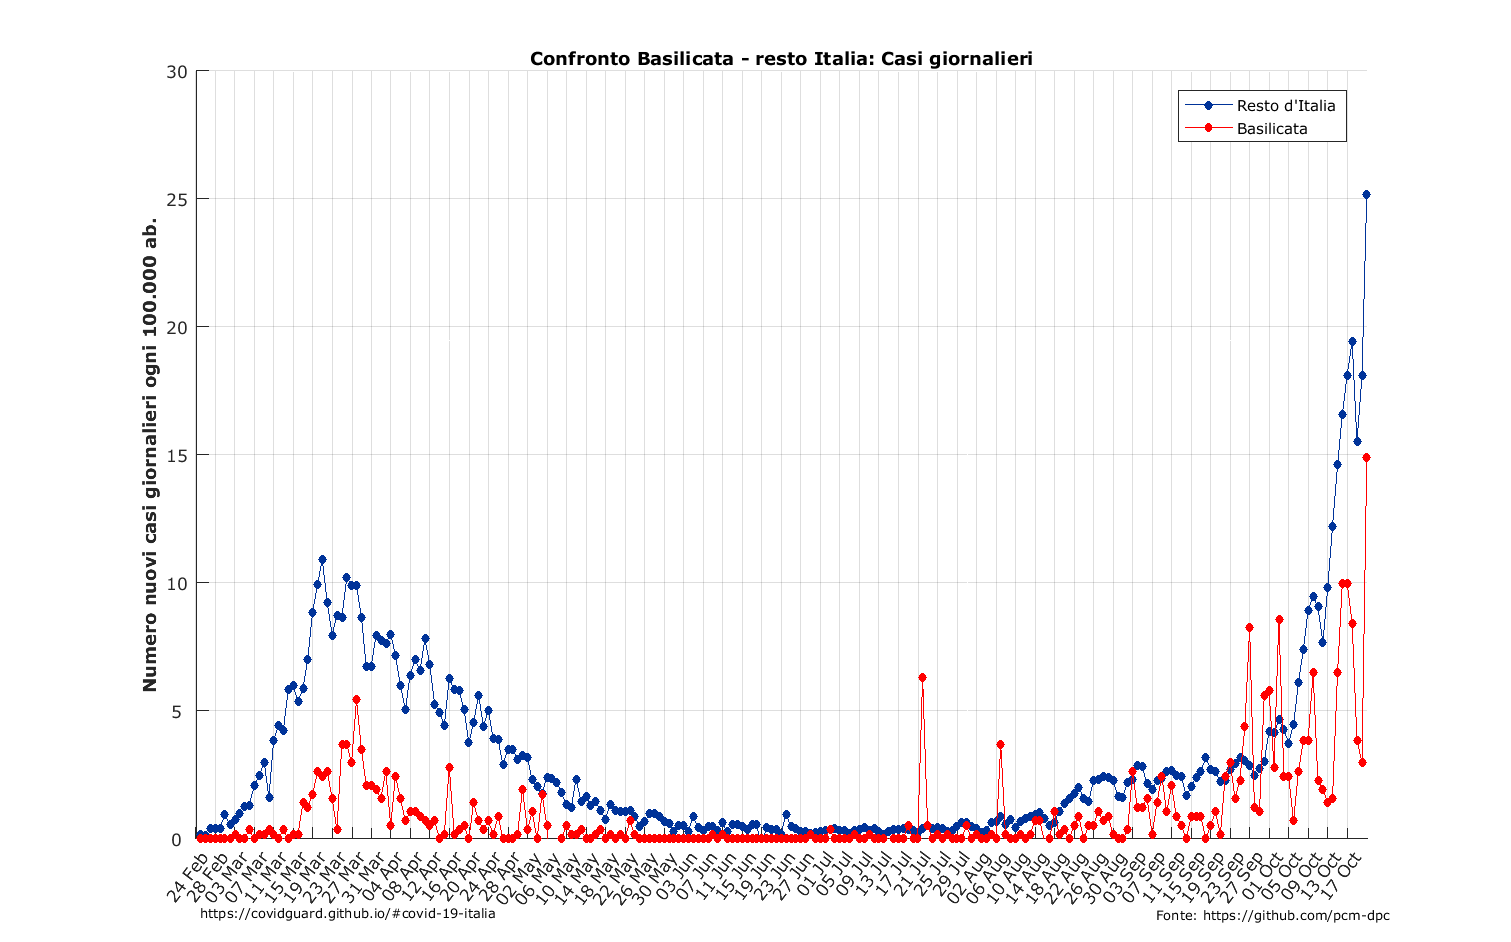 Confronto Basilicata - resto Italia: Casi giornalieri
30
25
20
15
10
5
0
Numero nuovi casi giornalieri ogni 100.000 ab.
Resto d'Italia
Basilicata
24 Feb
28 Feb
03 Mar
07 Mar
11 Mar
15 Mar
19 Mar
23 Mar
27 Mar
31 Mar
04 Apr
08 Apr
12 Apr
16 Apr
20 Apr
24 Apr
28 Apr
02 May
06 May
10 May
14 May
18 May
22 May
26 May
30 May
03 Jun
07 Jun
11 Jun
15 Jun
19 Jun
23 Jun
27 Jun
01 Jul
05 Jul
09 Jul
13 Jul
17 Jul
21 Jul
25 Jul
29 Jul
02 Aug
06 Aug
10 Aug
14 Aug
18 Aug
22 Aug
26 Aug
30 Aug
03 Sep
07 Sep
11 Sep
15 Sep
19 Sep
23 Sep
27 Sep
01 Oct
05 Oct
09 Oct
13 Oct
17 Oct
https://covidguard.github.io/#covid-19-italia
Fonte: https://github.com/pcm-dpc